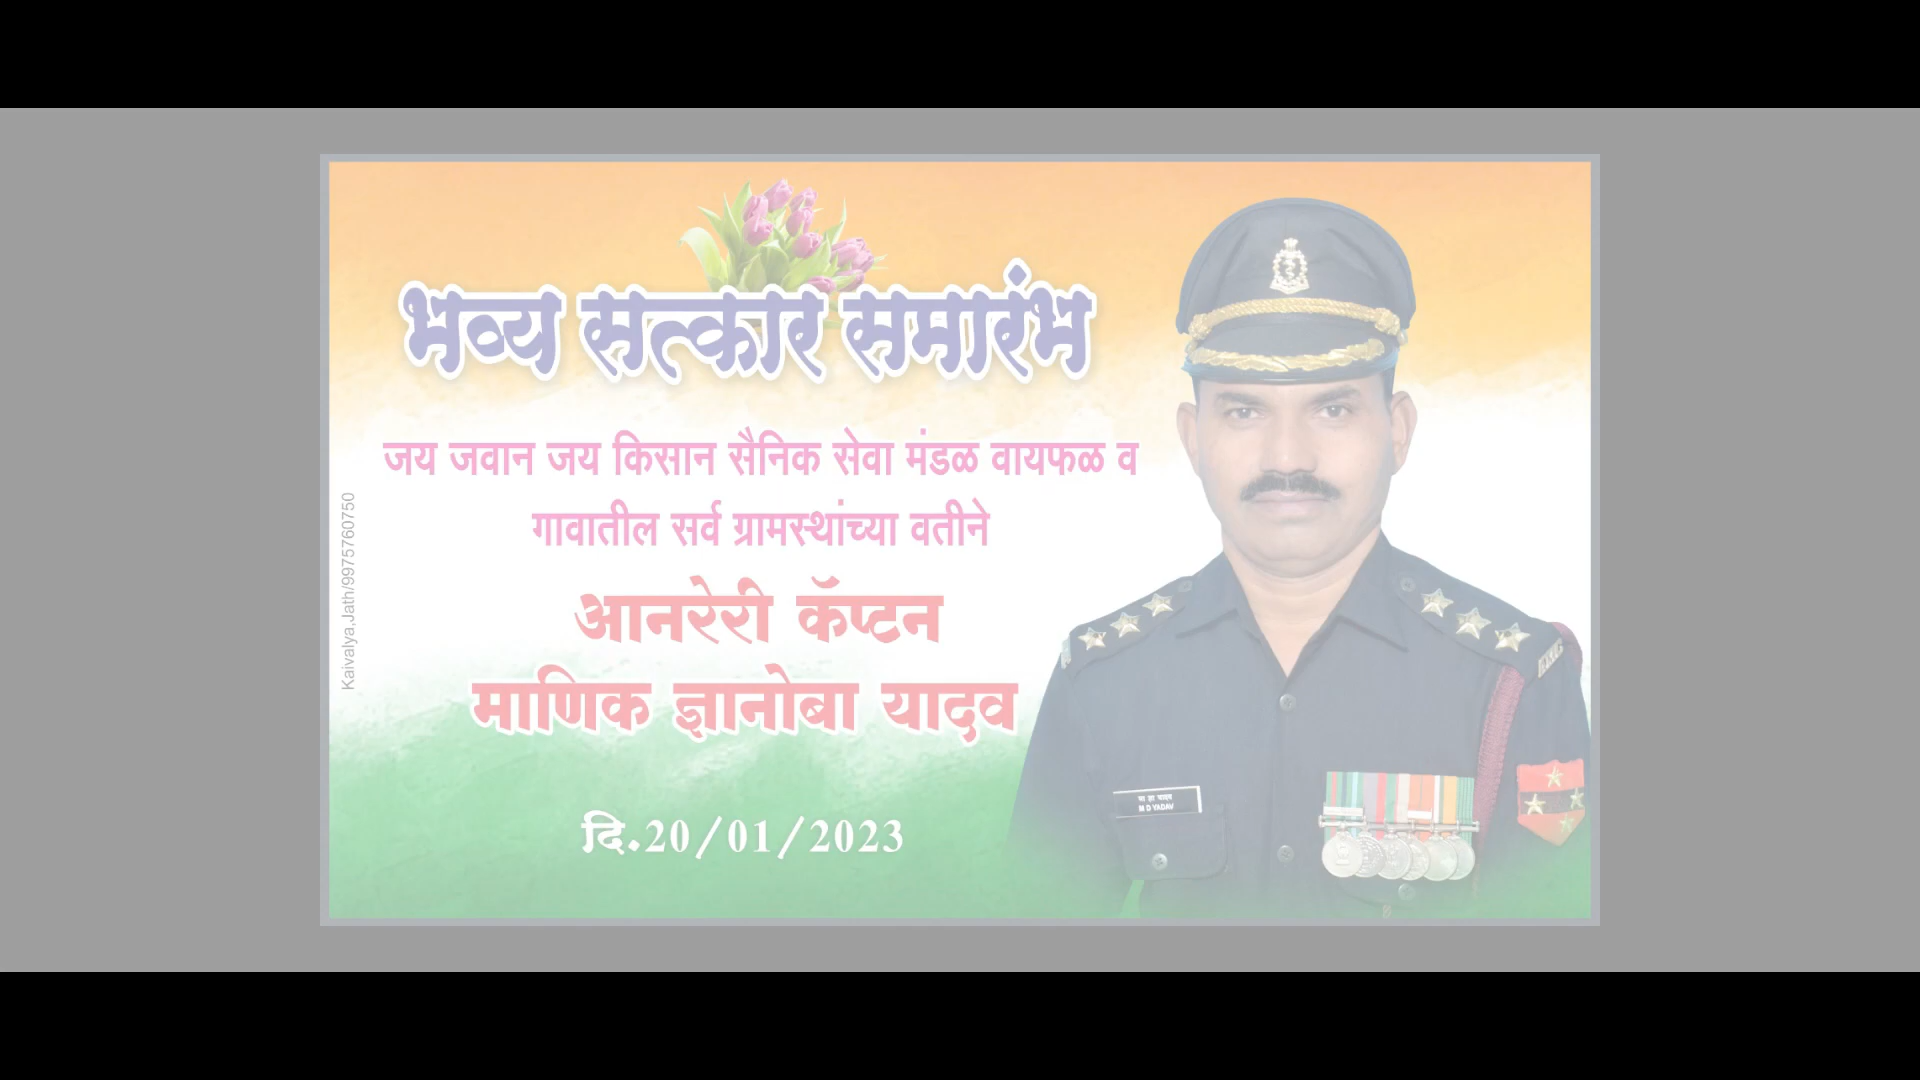 भव्य सत्कार समारंभ
जय जवान जय किसान सैनिक सेवा मंडळ वायफळ व
गावातील सर्व ग्रामस्थांच्या वतीने
आनरेरी कॅप्टन
माणिक ज्ञानोबा यादव
दि.20/01/2023
Kaivalya,Jath/9975760750
मा ज्ञा यादव
M D YADAV